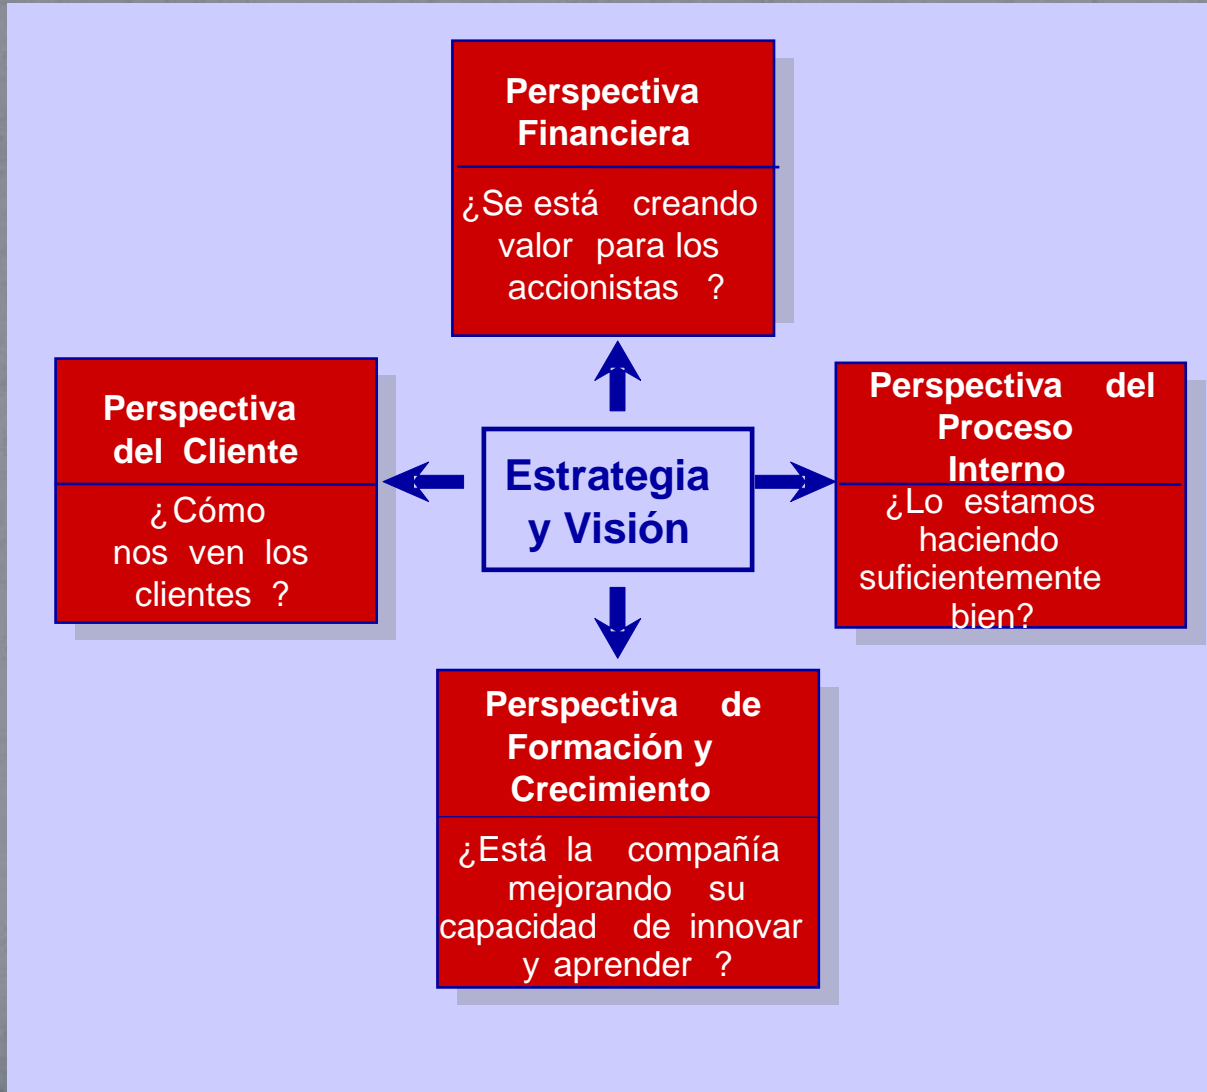 Perspectiva
Financiera
¿Se está creando
valor para los
accionistas ?
Perspectiva
del Cliente
¿Cómo
nos ven los
clientes ?
Estrategia
y Visión
Perspectiva del
Proceso
Interno
¿Lo estamos
haciendo
suficientemente
bien?
Perspectiva de
Formación y
Crecimiento
¿Está la compañía
mejorando su
capacidad de innovar
y aprender ?